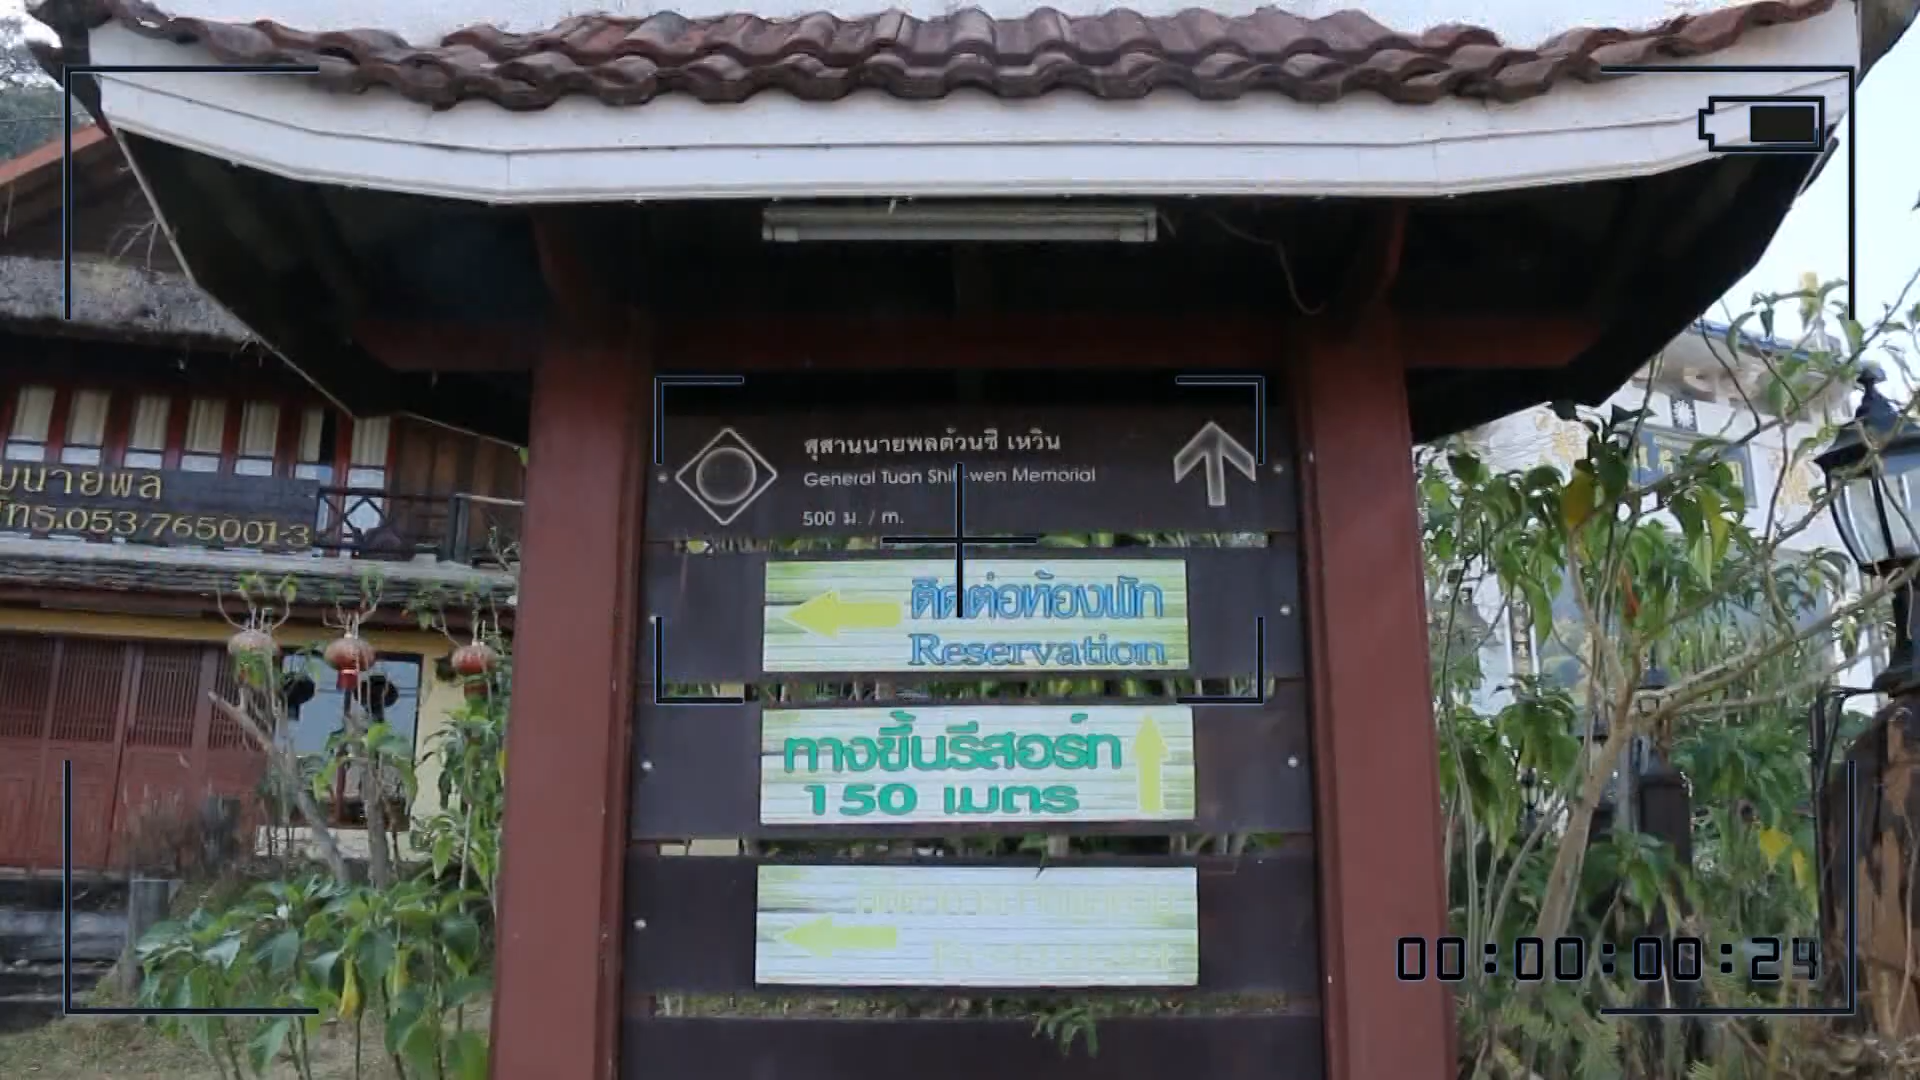 สุสานนายพลต้วนซี เหวิน
General Tuan Shih-wen Memorial
500 ม. / m.
ติดต่อห้องพัก
Reservation
ทางขึ้นรีสอร์ท
150 เมตร
Restaurant
นายพล
โทร.053/765001-3
00:00:00:24